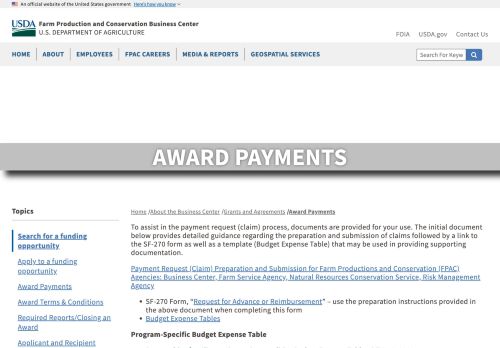 An official website of the United States government Here's how you know
USDA Farm Production and Conservation Business Center
U.S. DEPARTMENT OF AGRICULTURE
FOIA USDA.gov Contact Us
HOME ABOUT EMPLOYEES FPAC CAREERS MEDIA & REPORTS GEOSPATIAL SERVICES
Search For Keyw
AWARD PAYMENTS
Topics
Search for a funding
opportunity
Apply to a funding
opportunity
Award Payments
Award Terms & Conditions
Required Reports/Closing an
Award
Applicant and Recipient
Home /About the Business Center /Grants and Agreements /Award Payments
To assist in the payment request (claim) process, documents are provided for your use. The initial document
below provides detailed guidance regarding the preparation and submission of claims followed by a link to
the SF-270 form as well as a template (Budget Expense Table) that may be used in providing supporting
documentation.
Payment Request (Claim) Preparation and Submission for Farm Productions and Conservation (FPAC)
Agencies: Business Center, Farm Service Agency, Natural Resources Conservation Service, Risk Management
Agency
• SF-270 Form, “Request for Advance or Reimbursement” – use the preparation instructions provided in
the above document when completing this form
• Budget Expense Tables
Program-Specific Budget Expense Table